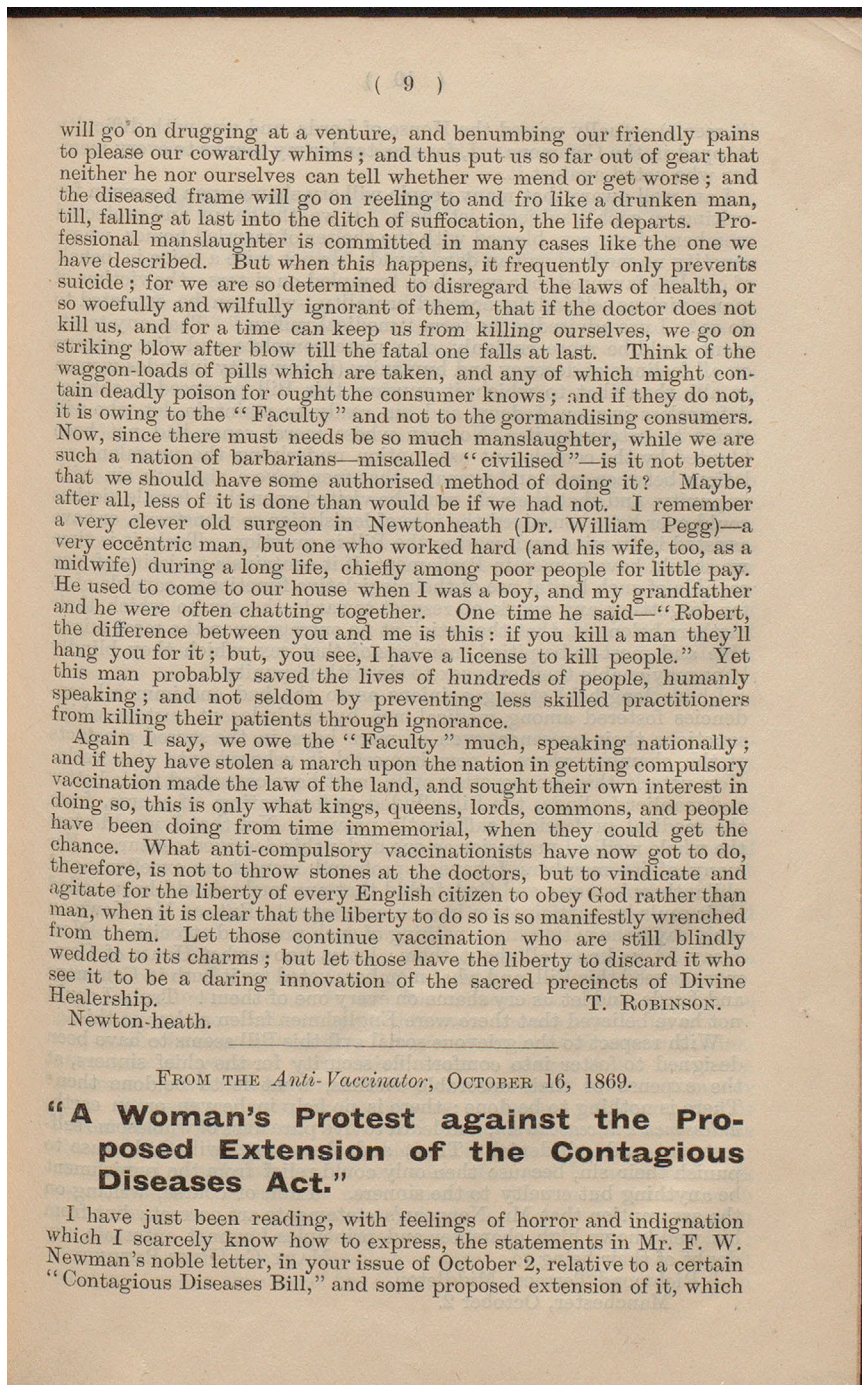 ( 9 )
will go on drugging at a venture, and benumbing our friendly pains
to please our cowardly whims ; and thus put us so far out of gear that
neither he nor ourselves can tell whether we mend or get worse ; and
the diseased frame will go on reeling to and fro like a drunken man,
till, falling at last into the ditch of suffocation, the life departs. Pro-
fessional manslaughter is committed in many cases like the one we
have described. But when this happens, it frequently only prevents
suicide ; for we are so determined to disregard the laws of health, or
so woefully and wilfully ignorant of them, that if the doctor does not
kill us, and for a time can keep us from killing ourselves, we go on
striking blow after blow till the fatal one falls at last. Think of the
waggon-loads of pills which are taken, and any of which might con-
tain deadly poison for ought the consumer knows ; and if they do not,
it is owing to the “ Faculty ” and not to the gormandising consumers.
Now, since there must needs be so much manslaughter, while we are
such a nation of barbarians—miscalled “ civilised ”—is it not better
that we should have some authorised method of doing it? Maybe,
after all, less of it is done than would be if we had not. I remember
a very clever old surgeon in Newtonheath (Dr. William Pegg)—a
very eccentric man, but one who worked hard (and his wife, too, as a
midwife) during a long life, chiefly among poor people for little pay.
He used to come to our house when I was a boy, and my grandfather
and he were often chatting together. One time he said—“ Robert,
the difference between you and me is this : if you kill a man they'll
hang you for it ; but, you see, I have a license to kill people.” Yet
this man probably saved the lives of hundreds of people, humanly
speaking ; and not seldom by preventing less skilled practitioners
from killing their patients through ignorance.
Again I say, we owe the “ Faculty ” much, speaking nationally ;
and if they have stolen a march upon the nation in getting compulsory
vaccination made the law of the land, and sought their own interest in
doing so, this is only what kings, queens, lords, commons, and people
have been doing from time immemorial, when they could get the
chance. What anti-compulsory vaccinationists have now got to do,
therefore, is not to throw stones at the doctors, but to vindicate and
agitate for the liberty of every English citizen to obey God rather than
man, when it is clear that the liberty to do so is so manifestly wrenched
from them. Let those continue vaccination who are still blindly
wedded to its charms ; but let those have the liberty to discard it who
see it to be a daring innovation of the sacred precincts of Divine
Healership. T. ROBINSON.
Newton-heath.
FROM THE Anti-Vaccinator, OCTOBER 16, 1869.
“A Woman's Protest against the Pro-
posed Extension of the Contagious
Diseases Act.”
I have just been reading, with feelings of horror and indignation
which I scarcely know how to express, the statements in Mr. F. W.
Newman's noble letter, in your issue of October 2, relative to a certain
“ Contagious Diseases Bill,” and some proposed extension of it, which